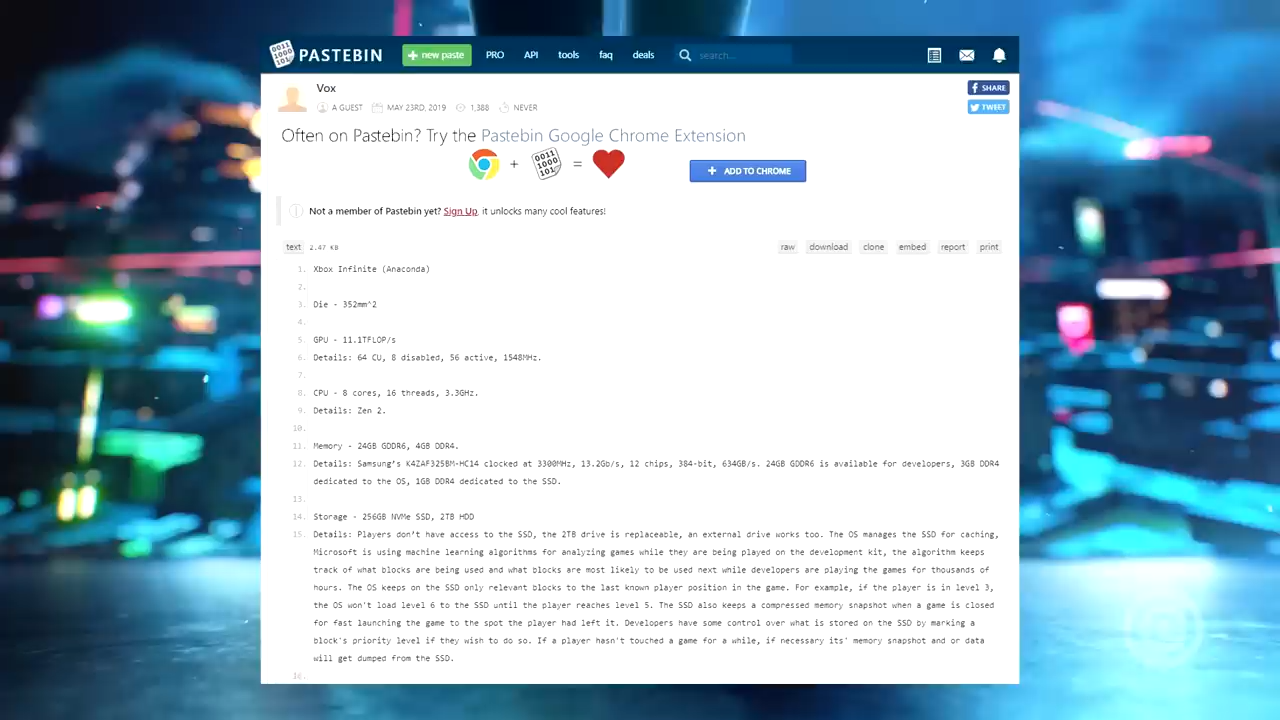 0011
1000
101
PASTEBIN
+ new paste
PRO
API
tools
faq
deals
search...
Vox
SHARE
A GUEST
MAY 23RD, 2019
1,388
NEVER
TWEET
Often on Pastebin? Try the Pastebin Google Chrome Extension
0011
1000
101
+ =
+ ADD TO CHROME
Not a member of Pastebin yet? Sign Up, it unlocks many cool features!
text 2.47 KB
raw
download
clone
embed
report
print
1. Xbox Infinite (Anaconda)
2.
3. Die - 352mm^2
4.
5. GPU - 11.1TFLOP/s
6. Details: 64 CU, 8 disabled, 56 active, 1548MHz.
7.
8. CPU - 8 cores, 16 threads, 3.3GHz.
9. Details: Zen 2.
10.
11. Memory - 24GB GDDR6, 4GB DDR4.
12. Details: Samsung's K4ZAF325BM-HC14 clocked at 3300MHz, 13.2Gb/s, 12 chips, 384-bit, 634GB/s. 24GB GDDR6 is available for developers, 3GB DDR4
dedicated to the OS, 1GB DDR4 dedicated to the SSD.
13.
14. Storage - 256GB NVMe SSD, 2TB HDD
15. Details: Players don't have access to the SSD, the 2TB drive is replaceable, an external drive works too. The OS manages the SSD for caching,
Microsoft is using machine learning algorithms for analyzing games while they are being played on the development kit, the algorithm keeps
track of what blocks are being used and what blocks are most likely to be used next while developers are playing the games for thousands of
hours. The OS keeps on the SSD only relevant blocks to the last known player position in the game. For example, if the player is in level 3,
the OS won't load level 6 to the SSD until the player reaches level 5. The SSD also keeps a compressed memory snapshot when a game is closed
for fast launching the game to the spot the player had left it. Developers have some control over what is stored on the SSD by marking a
block's priority level if they wish to do so. If a player hasn't touched a game for a while, if necessary its' memory snapshot and or data
will get dumped from the SSD.
16.